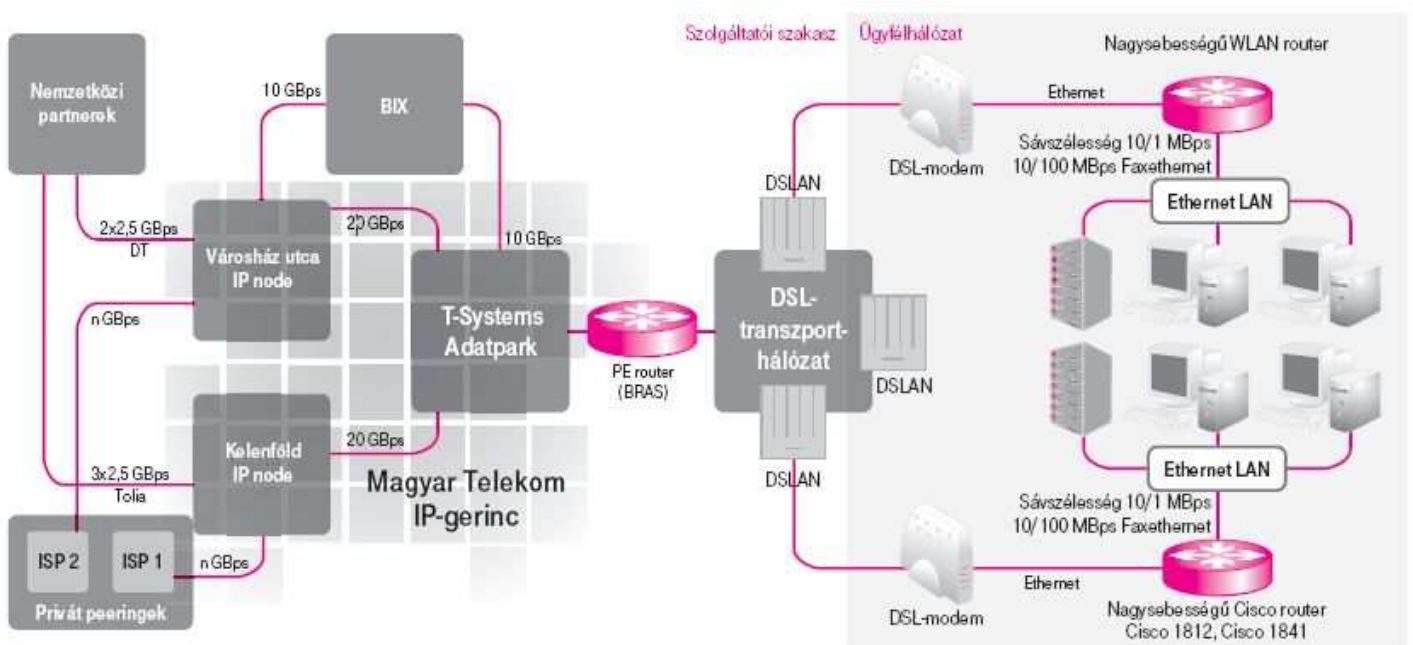 Szolgáltatói szakasz
Ügyfélhálózat
Nagysebességű WLAN router
Nemzetközi
partnerek
10 GBps
BIX
Ethernet
DSL-modem
Sávszélesség 10/1 MBps
10/100 MBps Faxethernet
DSLAN
Ethernet LAN
2x2,5 GBps
DT
Városház utca
IP node
20 GBps
10 GBps
n GBps
T-Systems
Adatpark
PE router
(BRAS)
DSL-
transzport-
hálózat
DSLAN
Kelenföld
IP node
20 GBps
3x2,5 GBps
Tolia
Magyar Telekom
IP-gerinc
DSLAN
Ethernet LAN
Sávszélesség 10/1 MBps
10/100 MBps Faxethernet
ISP 2
ISP 1
n GBps
Privát peeringek
DSL-modem
Ethernet
Nagysebességű Cisco router
Cisco 1812, Cisco 1841